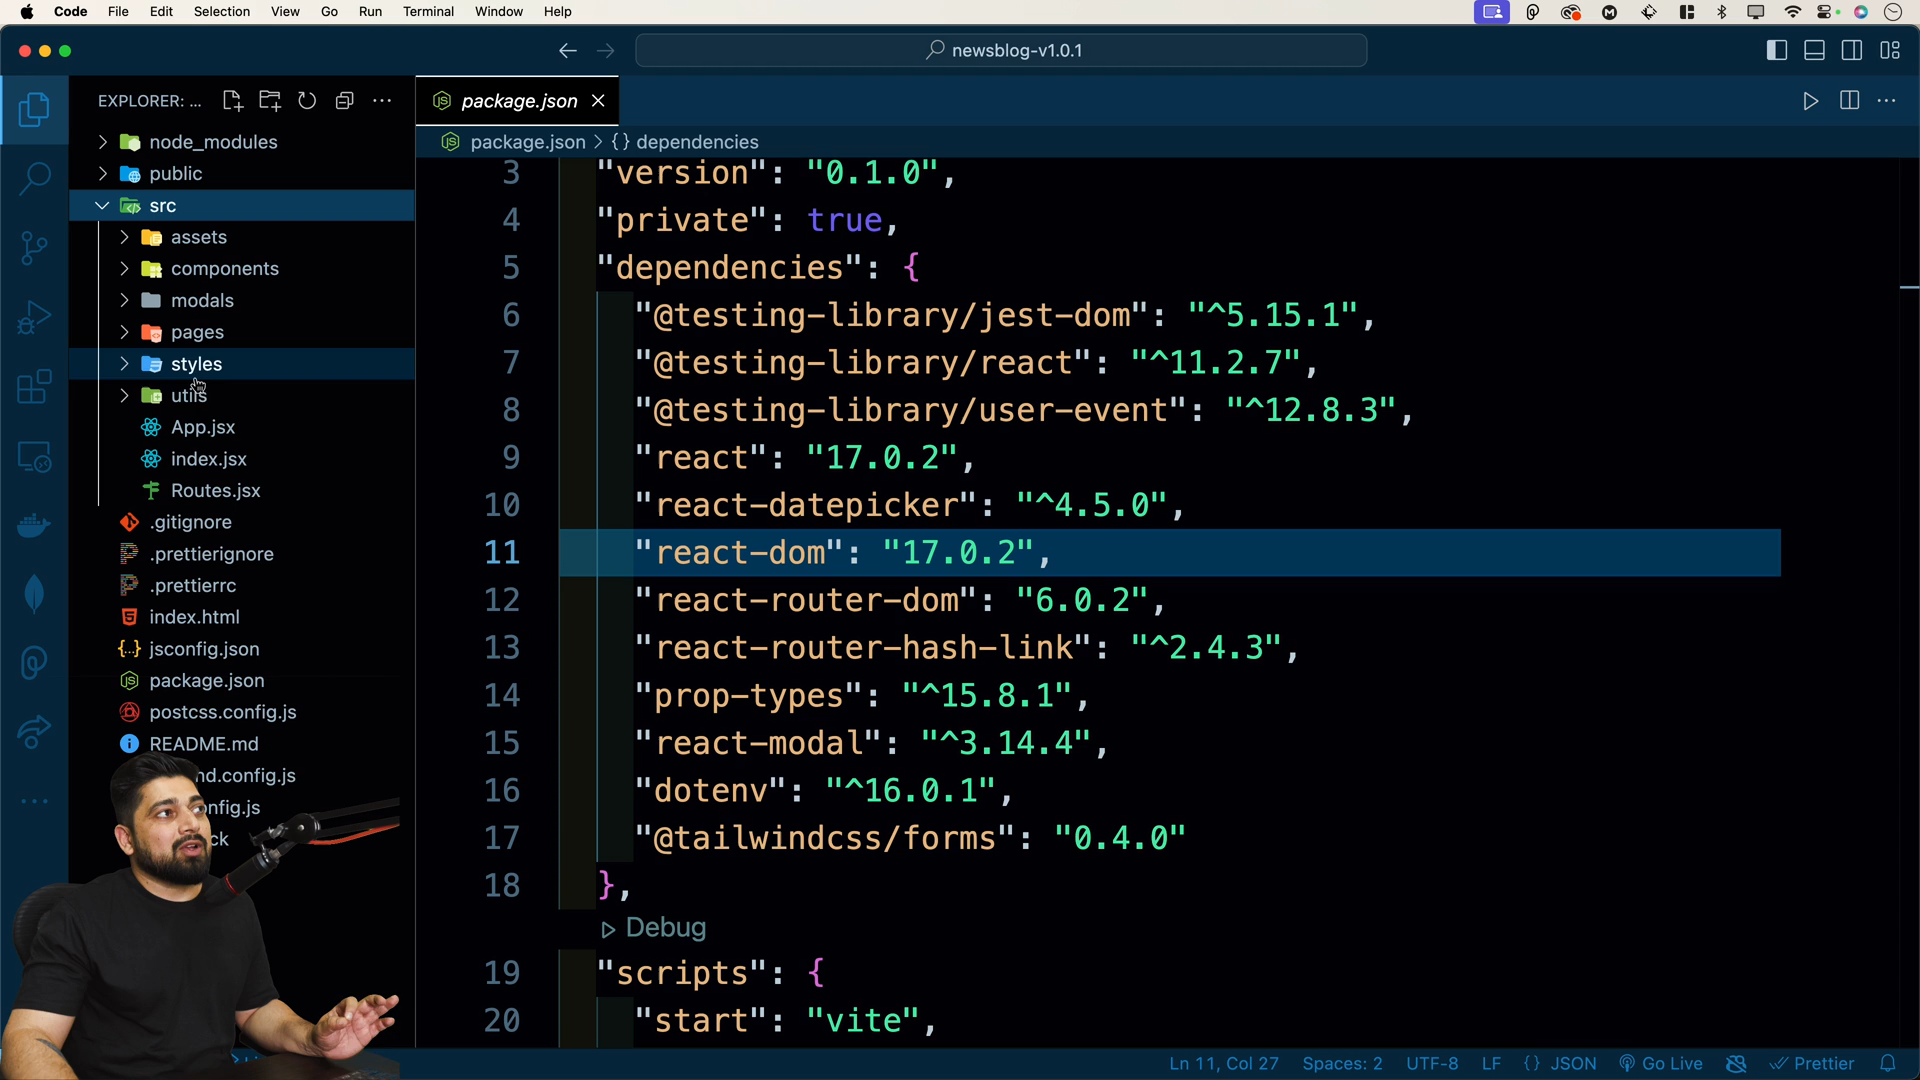 Code File Edit Selection View Go Run Terminal Window Help
newsblog-v1.0.1
EXPLORER: ...
node_modules
public
src
assets
components
modals
pages
styles
utils
App.jsx
index.jsx
Routes.jsx
.gitignore
.prettierignore
.prettierrc
index.html
jsconfig.json
package.json
postcss.config.js
README.md
nd.config.js
onfig.js
ck
package.json
package.json > {} dependencies
3 "version": "0.1.0",
4 "private": true,
5 "dependencies": {
6 "@testing-library/jest-dom": "^5.15.1",
7 "@testing-library/react": "^11.2.7",
8 "@testing-library/user-event": "^12.8.3",
9 "react": "17.0.2",
10 "react-datepicker": "^4.5.0",
11 "react-dom": "17.0.2",
12 "react-router-dom": "6.0.2",
13 "react-router-hash-link": "^2.4.3",
14 "prop-types": "^15.8.1",
15 "react-modal": "^3.14.4",
16 "dotenv": "^16.0.1",
17 "@tailwindcss/forms": "0.4.0"
18 },
Debug
19 "scripts": {
20 "start": "vite",
Ln 11, Col 27 Spaces: 2 UTF-8 LF {} JSON Go Live Prettier